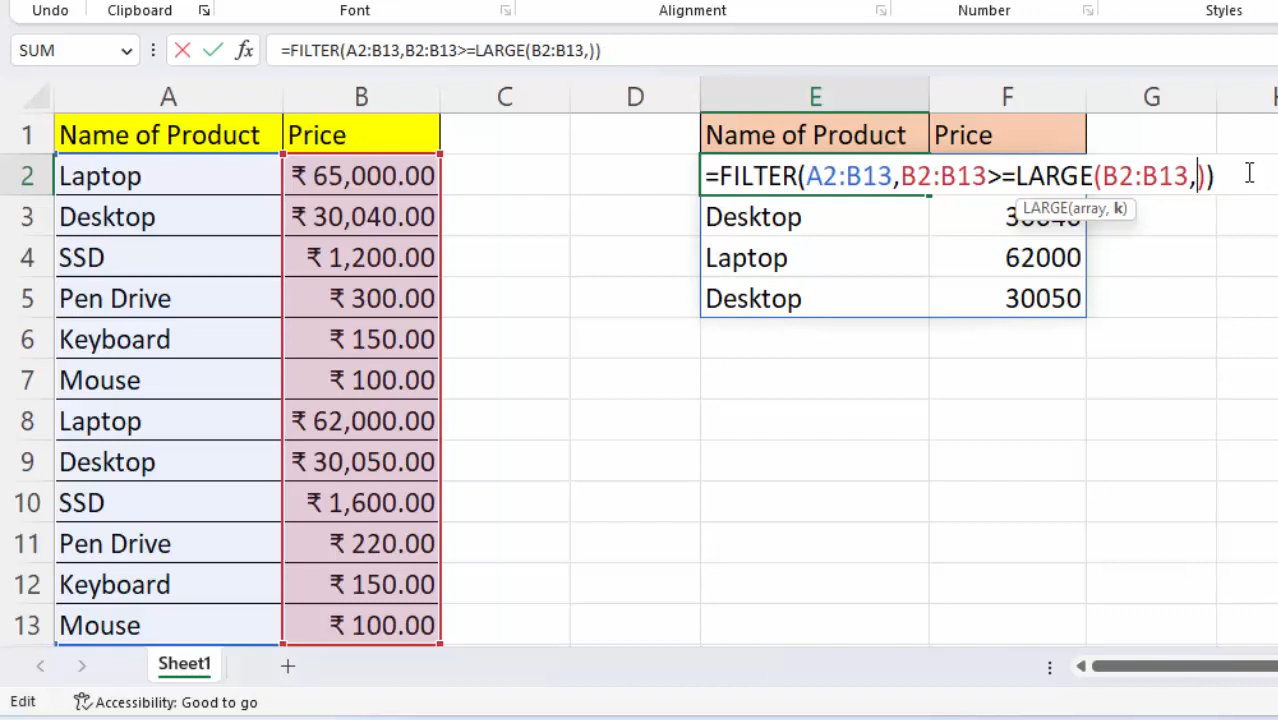 Undo Clipboard Font Alignment Number Styles
SUM =FILTER(A2:B13,B2:B13>=LARGE(B2:B13,))
A B C D E F G
1 Name of Product Price Name of Product Price
2 Laptop ₹ 65,000.00 =FILTER(A2:B13,B2:B13>=LARGE(B2:B13,))
LARGE(array, k)
3 Desktop ₹ 30,040.00 Desktop 30040
4 SSD ₹ 1,200.00 Laptop 62000
5 Pen Drive ₹ 300.00 Desktop 30050
6 Keyboard ₹ 150.00
7 Mouse ₹ 100.00
8 Laptop ₹ 62,000.00
9 Desktop ₹ 30,050.00
10 SSD ₹ 1,600.00
11 Pen Drive ₹ 220.00
12 Keyboard ₹ 150.00
13 Mouse ₹ 100.00
Sheet1
Edit Accessibility: Good to go